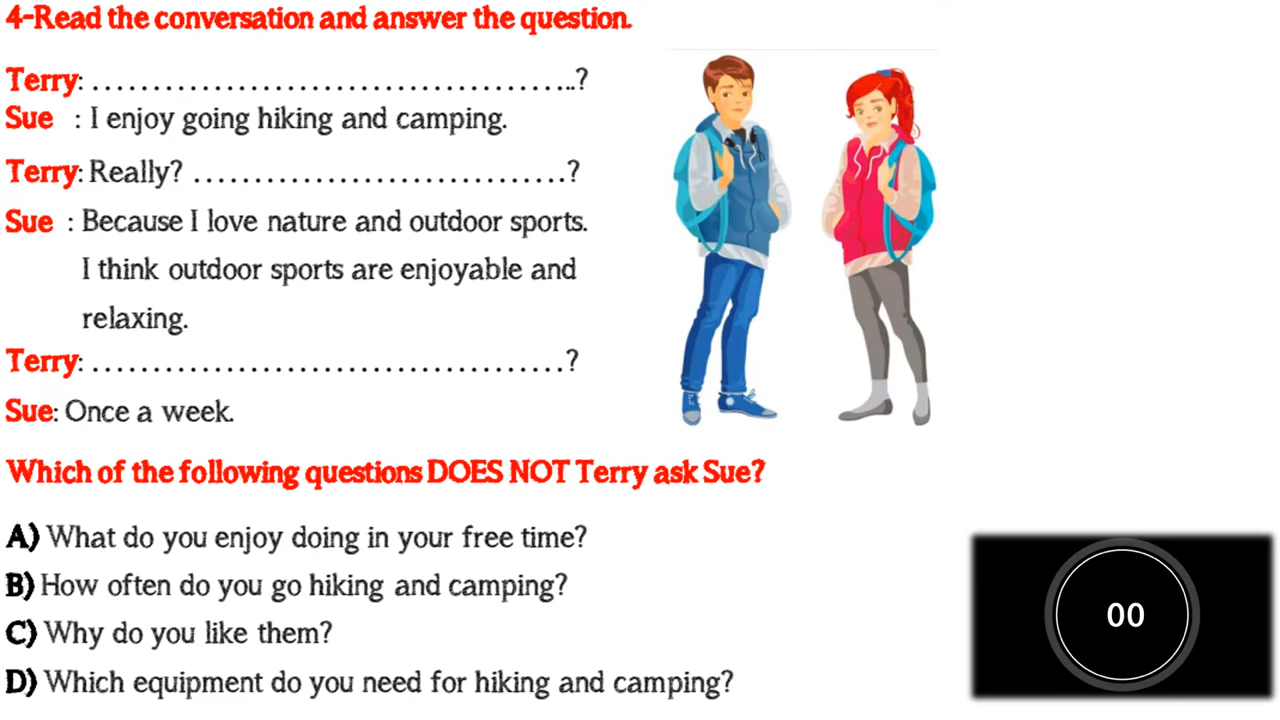 4-Read the conversation and answer the question.
Terry: ..........................................?
Sue : I enjoy going hiking and camping.
Terry: Really? ...............................?
Sue : Because I love nature and outdoor sports.
I think outdoor sports are enjoyable and
relaxing.
Terry: .......................................?
Sue: Once a week.
Which of the following questions DOES NOT Terry ask Sue?
A) What do you enjoy doing in your free time?
B) How often do you go hiking and camping?
C) Why do you like them?
D) Which equipment do you need for hiking and camping?
00